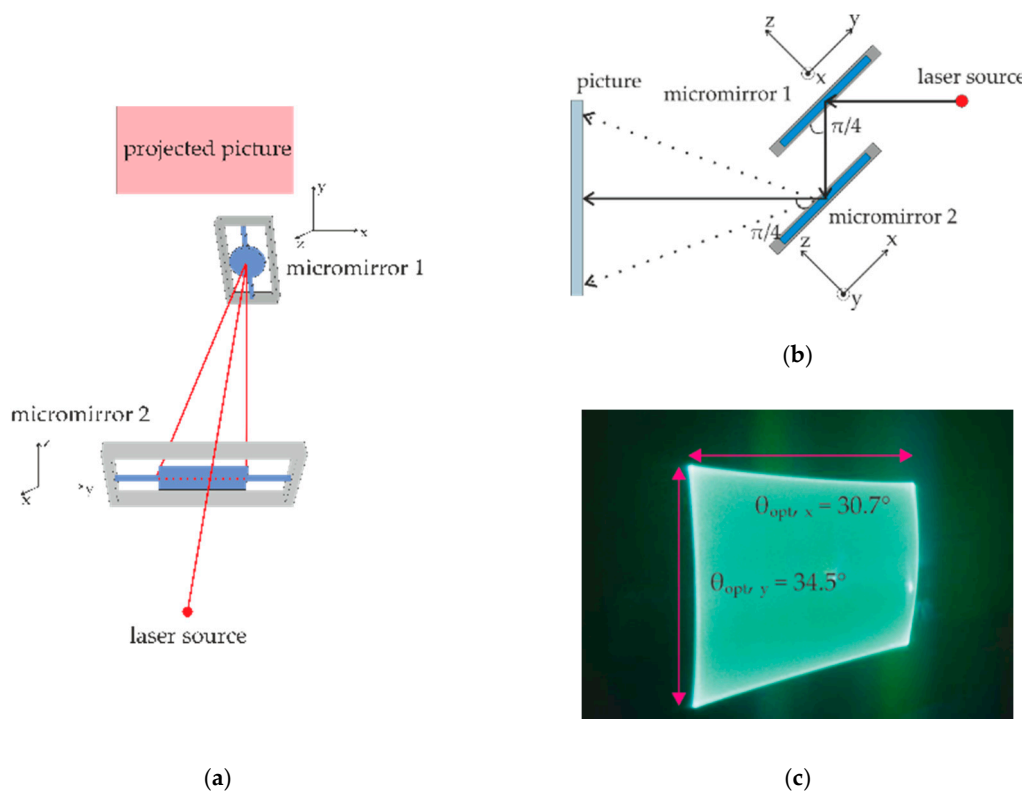 projected picture
y
x
z
micromirror 1
micromirror 2
x
y
laser source
(a)
z
y
x
laser source
picture
micromirror 1
π/4
micromirror 2
π/4
z
x
y
(b)
θopt, x = 30.7°
θopt, y = 34.5°
(c)